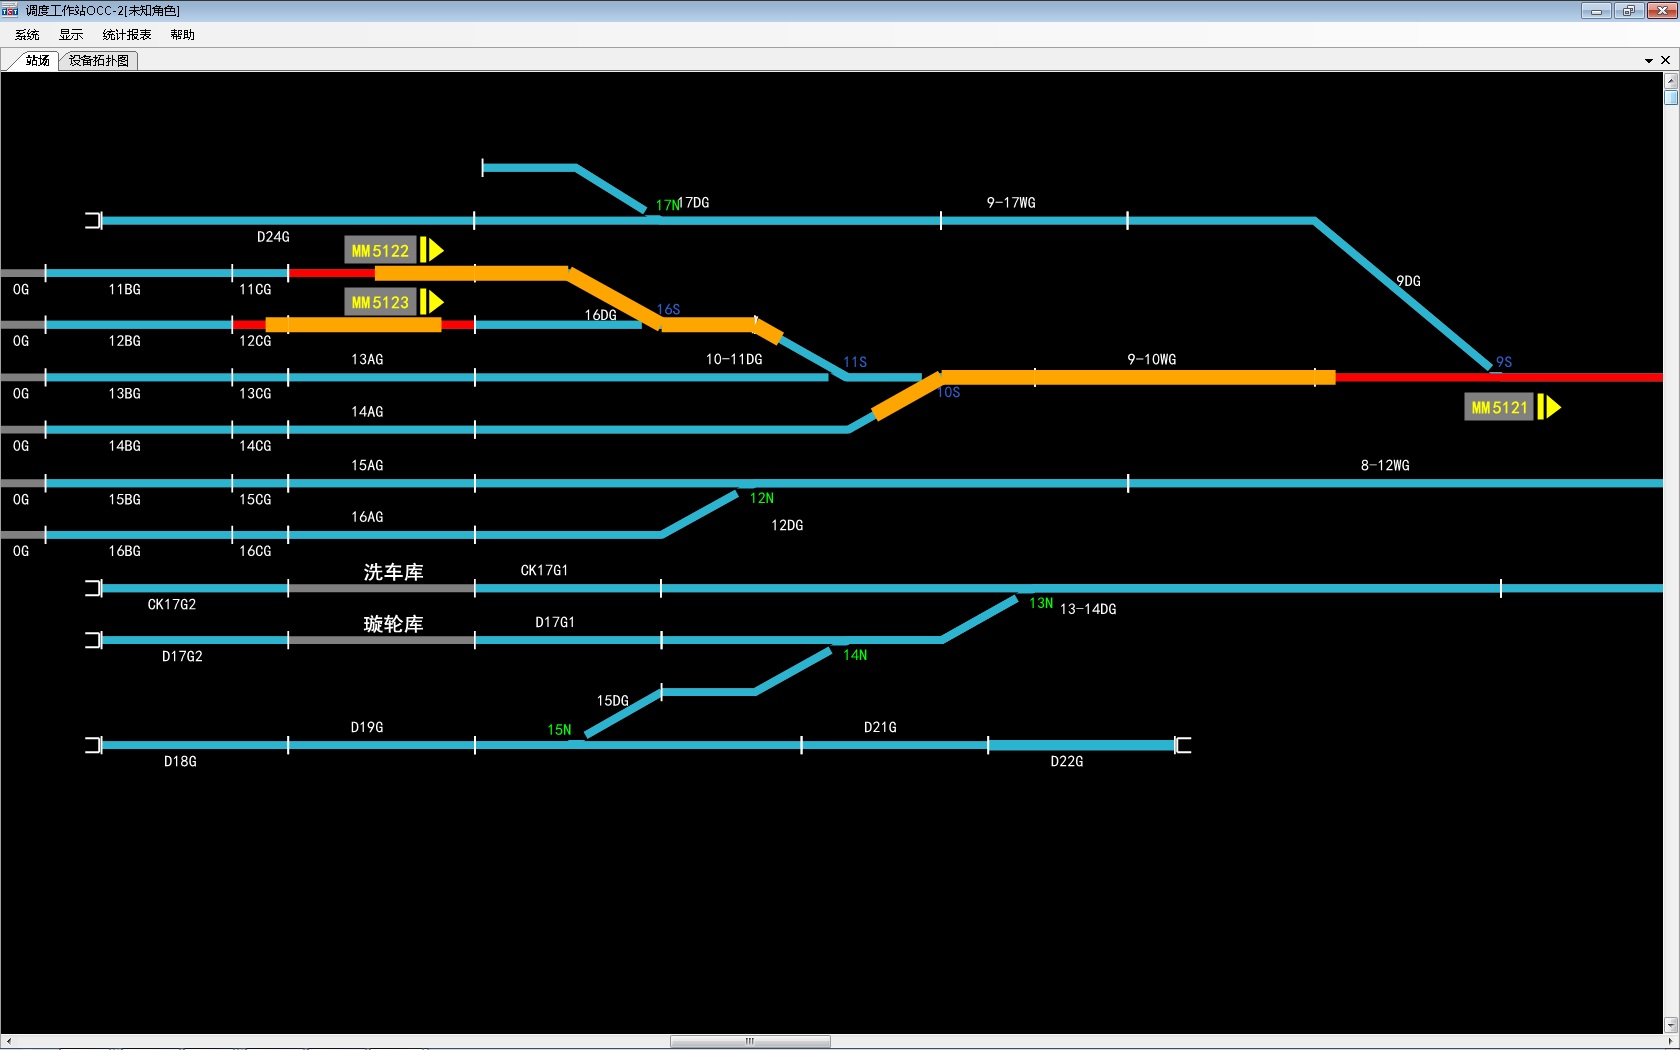 调度工作站OCC-2[未知角色]
系统 显示 统计报表 帮助
站场 设备拓扑图
17N 17DG 9-17WG
D24G
MM5122
9DG
0G 11BG 11CG
MM5123
16S
16DG
0G 12BG 12CG
13AG 10-11DG 11S 9-10WG 9S
0G 13BG 13CG 10S
14AG MM5121
0G 14BG 14CG
15AG 8-12WG
0G 15BG 15CG 12N
16AG 12DG
0G 16BG 16CG
洗车库 CK17G1
CK17G2 13N 13-14DG
璇轮库 D17G1
D17G2 14N
15DG
D19G 15N D21G
D18G D22G